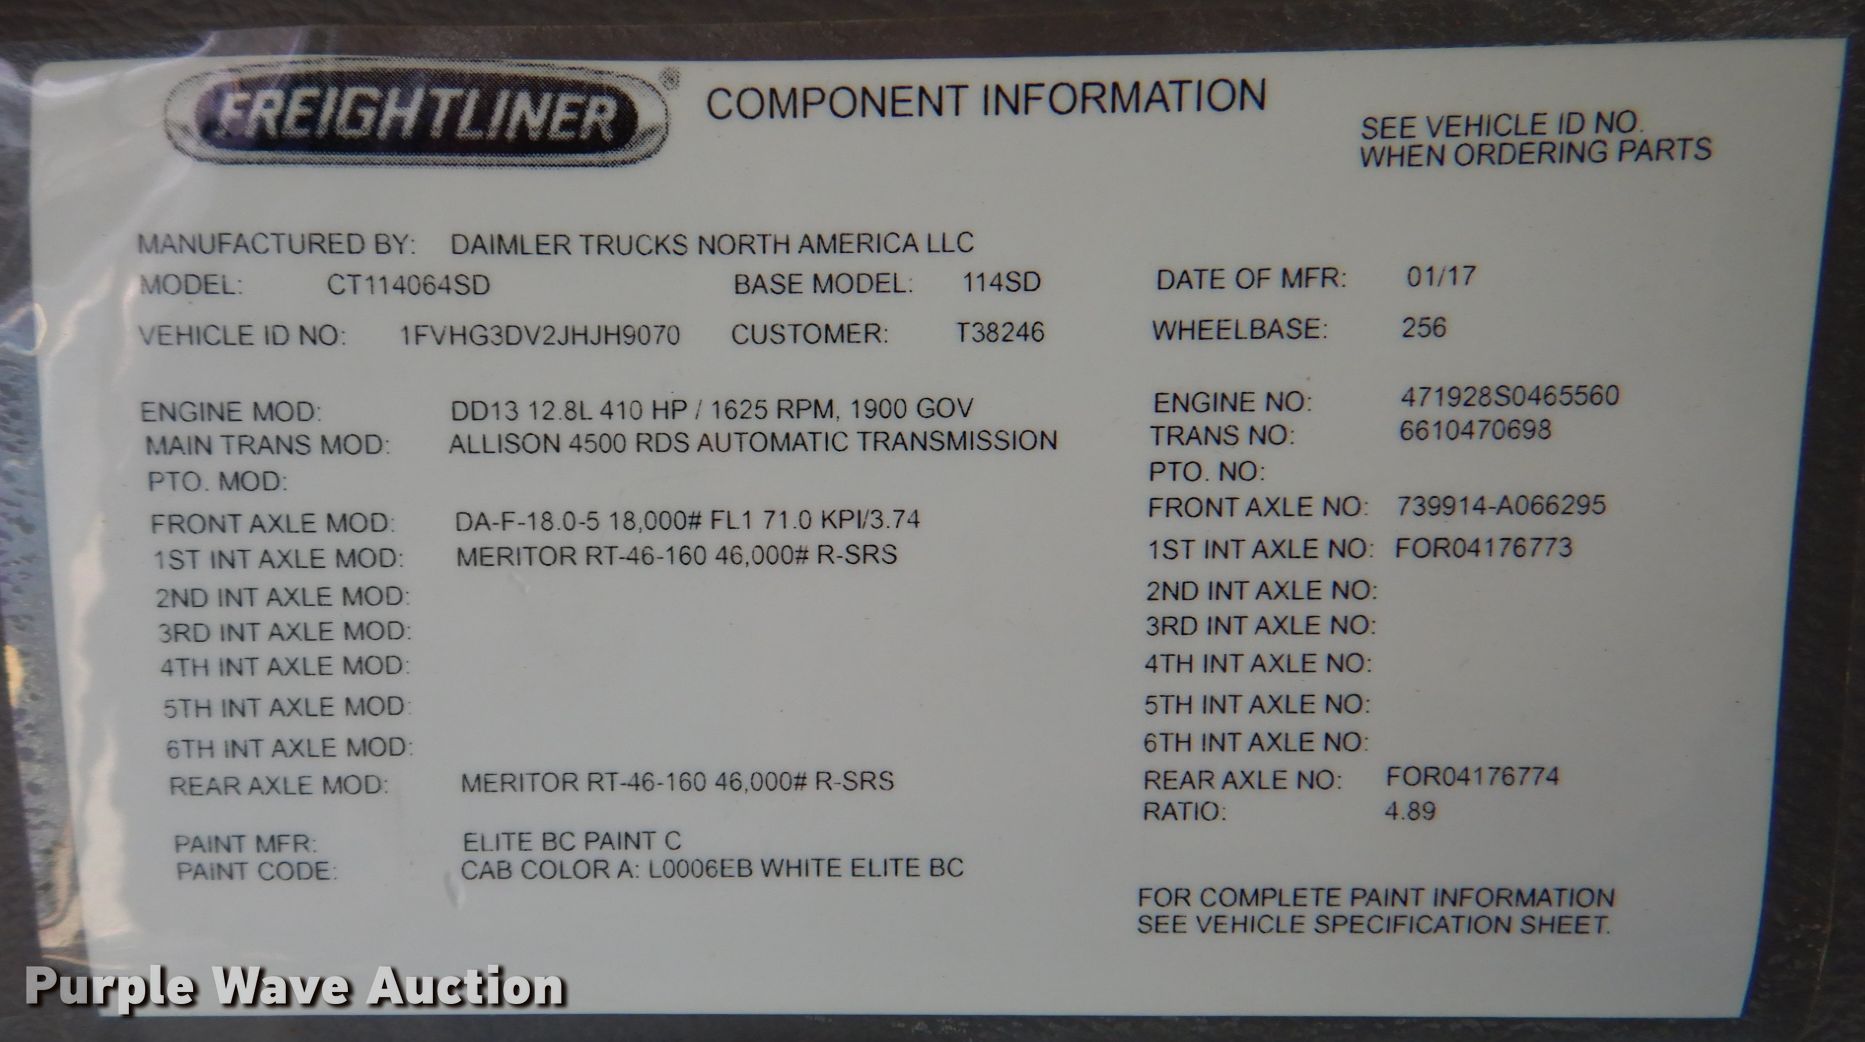 FREIGHTLINER ® COMPONENT INFORMATION
SEE VEHICLE ID NO.
WHEN ORDERING PARTS
MANUFACTURED BY: DAIMLER TRUCKS NORTH AMERICA LLC
MODEL: CT114064SD BASE MODEL: 114SD DATE OF MFR: 01/17
VEHICLE ID NO: 1FVHG3DV2JHJH9070 CUSTOMER: T38246 WHEELBASE: 256
ENGINE MOD: DD13 12.8L 410 HP / 1625 RPM, 1900 GOV ENGINE NO: 471928S0465560
MAIN TRANS MOD: ALLISON 4500 RDS AUTOMATIC TRANSMISSION TRANS NO: 6610470698
PTO. MOD: PTO. NO:
FRONT AXLE MOD: DA-F-18.0-5 18,000# FL1 71.0 KPI/3.74 FRONT AXLE NO: 739914-A066295
1ST INT AXLE MOD: MERITOR RT-46-160 46,000# R-SRS 1ST INT AXLE NO: FOR04176773
2ND INT AXLE MOD: 2ND INT AXLE NO:
3RD INT AXLE MOD: 3RD INT AXLE NO:
4TH INT AXLE MOD: 4TH INT AXLE NO:
5TH INT AXLE MOD: 5TH INT AXLE NO:
6TH INT AXLE MOD: 6TH INT AXLE NO:
REAR AXLE MOD: MERITOR RT-46-160 46,000# R-SRS REAR AXLE NO: FOR04176774
RATIO: 4.89
PAINT MFR: ELITE BC PAINT C
PAINT CODE: CAB COLOR A: L0006EB WHITE ELITE BC
FOR COMPLETE PAINT INFORMATION
SEE VEHICLE SPECIFICATION SHEET.
Purple Wave Auction